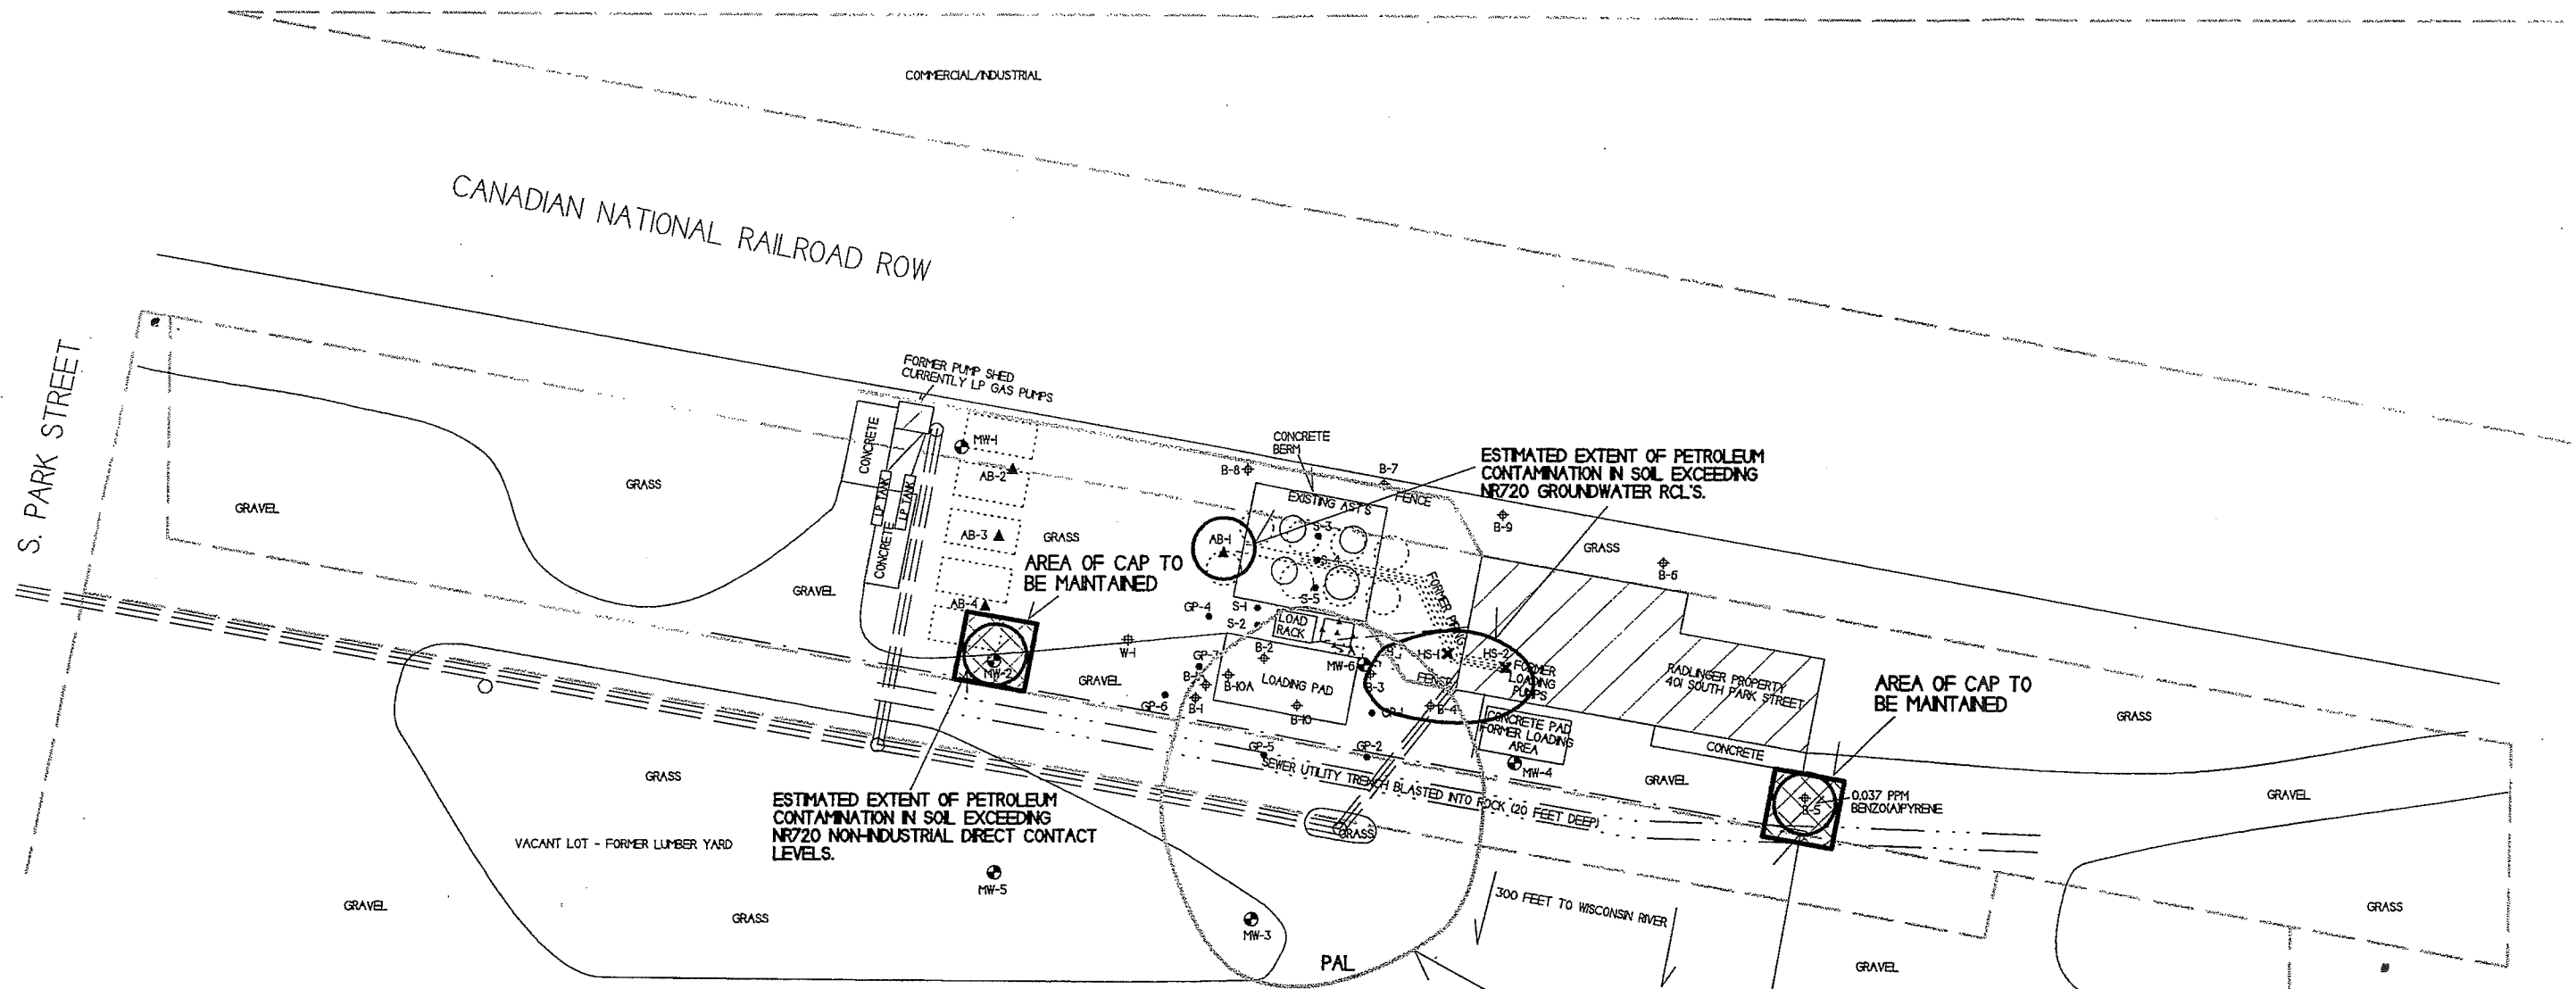 COMMERCIAL/INDUSTRIAL
CANADIAN NATIONAL RAILROAD ROW
S. PARK STREET
FORMER PUMP SHED
CURRENTLY LP GAS PUMPS
CONCRETE
MW-1
CONCRETE
BERM
B-7
ESTIMATED EXTENT OF PETROLEUM
CONTAMINATION IN SOIL EXCEEDING
NR720 GROUNDWATER RCL'S.
B-8
AB-2
GRASS
LP TANK
LP TANK
EXISTING AST'S
FENCE
GRAVEL
B-9
S-3
AB-3
GRASS
AB-1
GRASS
CONCRETE
AREA OF CAP TO
BE MAINTAINED
S-4
B-6
FORMER PIPING
GRAVEL
S-5
AB-4
GP-4
S-1
S-2
LOAD
RACK
W-1
B-2
GP-3
MW-6
HS-1
HS-2
FORMER
LOADING
PUMPS
RADLINGER PROPERTY
401 SOUTH PARK STREET
MW-2
GRAVEL
B-10A
LOADING PAD
FENCE
B-3
AREA OF CAP TO
BE MAINTAINED
GP-6
B-1
B-10
GP-1
B-4
CONCRETE PAD
FORMER LOADING
AREA
GRASS
GP-5
GP-2
CONCRETE
SEWER UTILITY TRENCH BLASTED INTO ROCK (20 FEET DEEP)
MW-4
GRAVEL
GRASS
ESTIMATED EXTENT OF PETROLEUM
CONTAMINATION IN SOIL EXCEEDING
NR720 NON-INDUSTRIAL DIRECT CONTACT
LEVELS.
0.037 PPM
BENZO(A)PYRENE
B-5
GRAVEL
GRASS
VACANT LOT - FORMER LUMBER YARD
MW-5
300 FEET TO WISCONSIN RIVER
GRAVEL
GRASS
GRASS
MW-3
PAL
GRAVEL